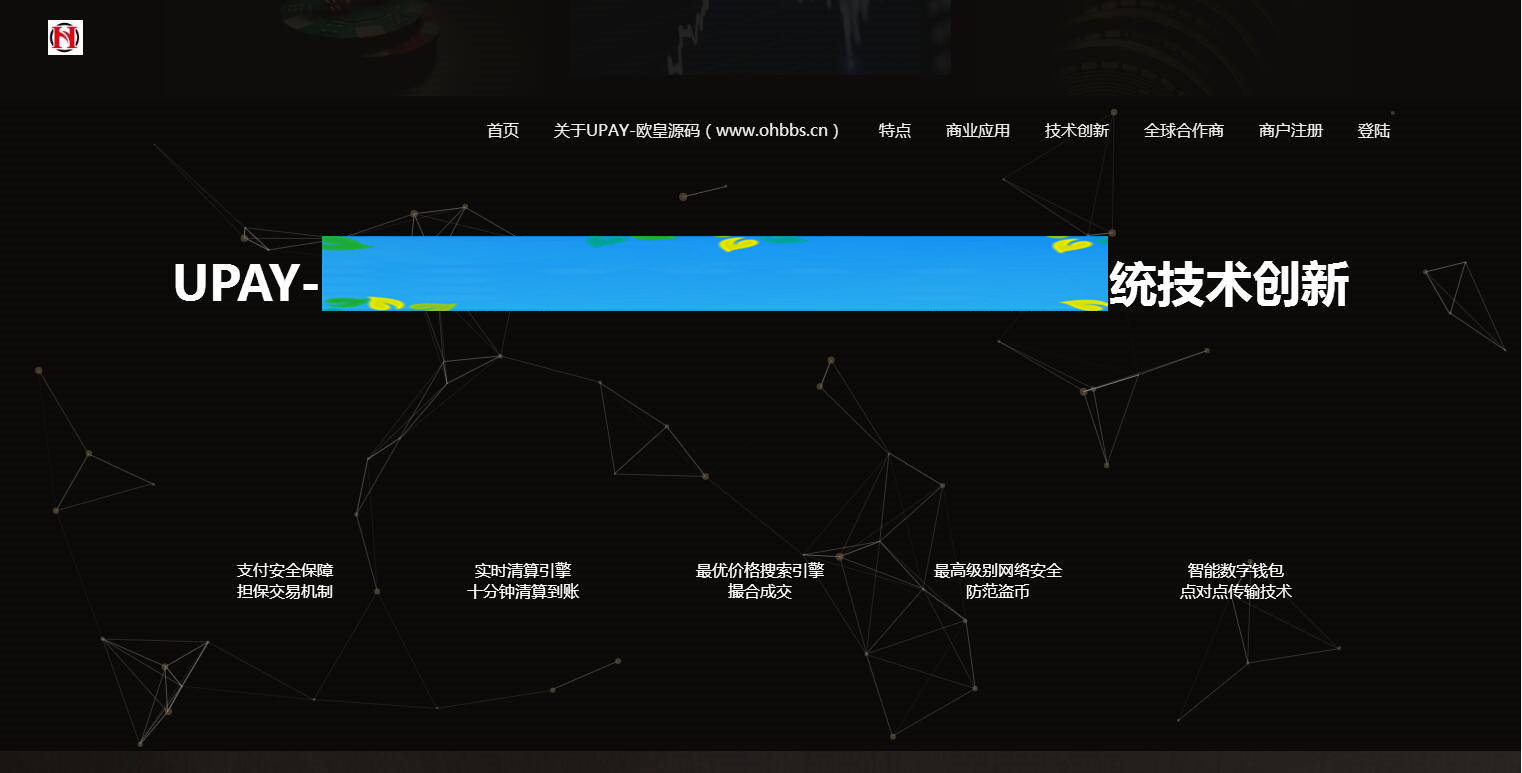 首页 关于UPAY-欧皇源码（www.ohbbs.cn） 特点 商业应用 技术创新 全球合作商 商户注册 登陆
UPAY- 统技术创新
支付安全保障 实时清算引擎 最优价格搜索引擎 最高级别网络安全 智能数字钱包
担保交易机制 十分钟清算到账 撮合成交 防范盗币 点对点传输技术